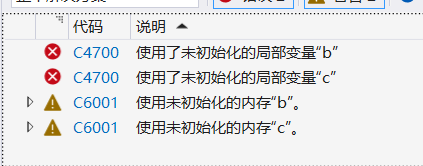 代码 说明
C4700 使用了未初始化的局部变量“b”
C4700 使用了未初始化的局部变量“c”
C6001 使用未初始化的内存“b”。
C6001 使用未初始化的内存“c”。